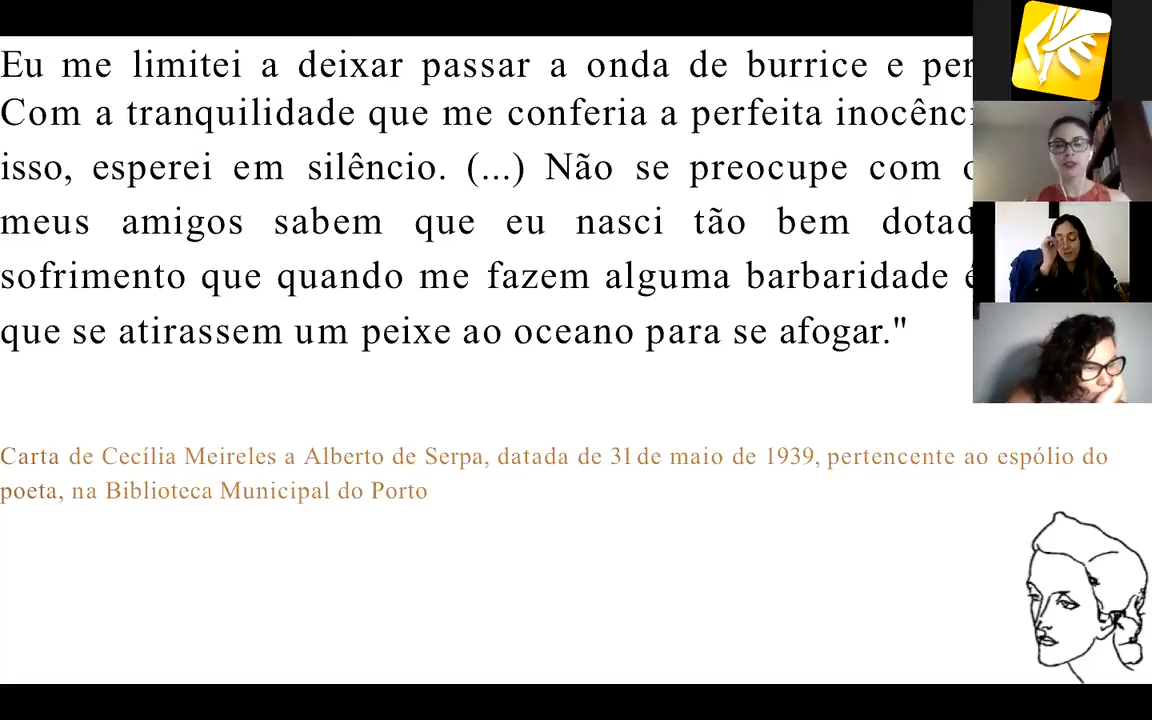 Eu me limitei a deixar passar a onda de burrice e
Com a tranquilidade que me conferia a perfeita
isso, esperei em silêncio. (...) Não se preocupe com
meus amigos sabem que eu nasci tão bem
sofrimento que quando me fazem alguma barbaridade
que se atirassem um peixe ao oceano para se afogar."
Carta de Cecília Meireles a Alberto de Serpa, datada de 31 de maio de 1939, pertencente ao espólio do
poeta, na Biblioteca Municipal do Porto